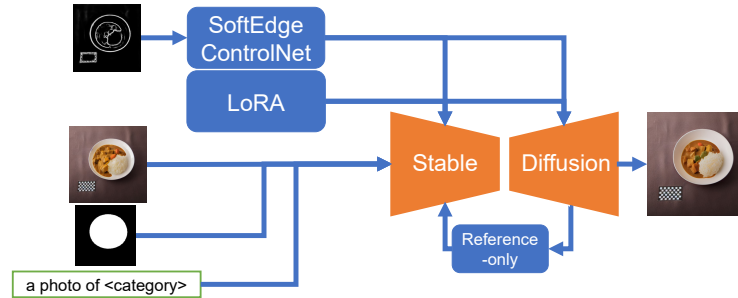 SoftEdge
ControlNet
LoRA
Stable
Diffusion
Reference
-only
a photo of <category>